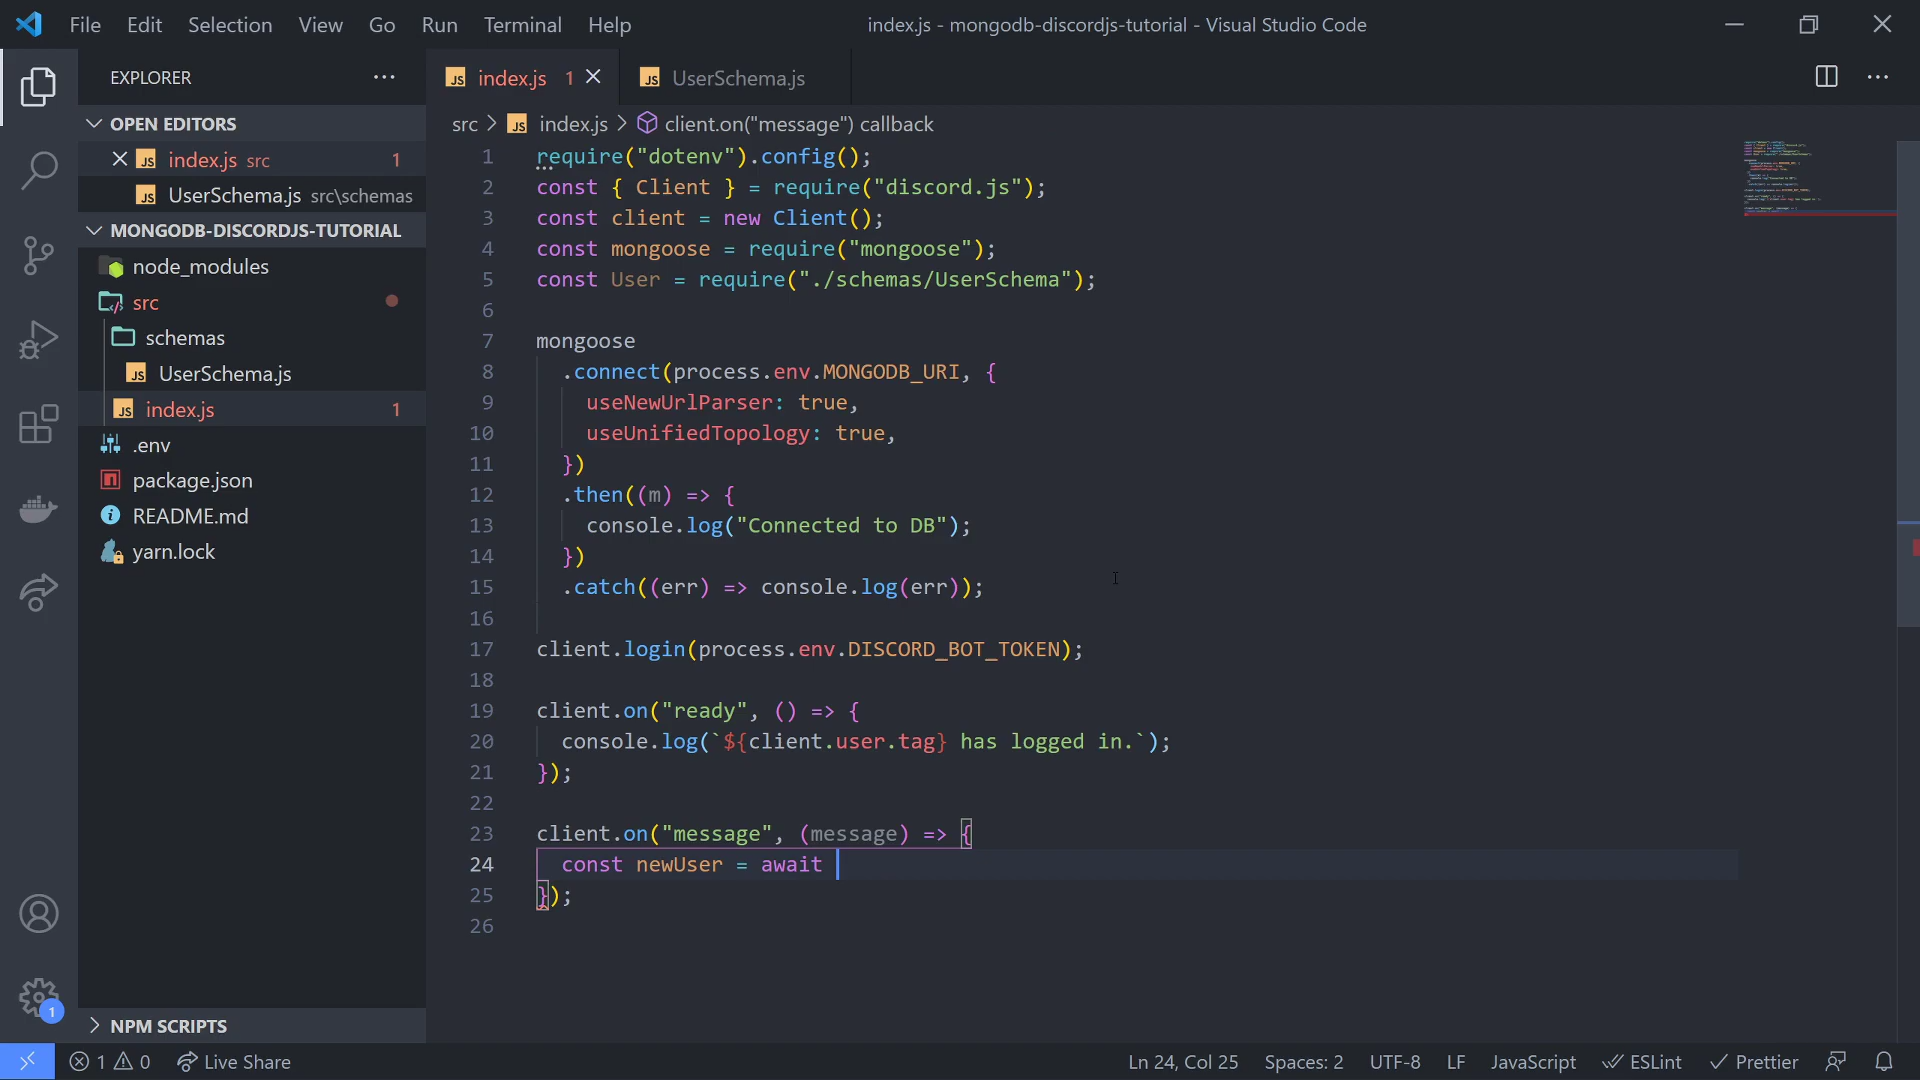 File Edit Selection View Go Run Terminal Help index.js - mongodb-discordjs-tutorial - Visual Studio Code
EXPLORER
OPEN EDITORS
index.js src 1
UserSchema.js src\schemas
MONGODB-DISCORDJS-TUTORIAL
node_modules
src
schemas
JS UserSchema.js
JS index.js 1
.env
package.json
README.md
yarn.lock
NPM SCRIPTS
JS index.js 1 JS UserSchema.js
src > JS index.js > client.on("message") callback
1 require("dotenv").config();
2 const { Client } = require("discord.js");
3 const client = new Client();
4 const mongoose = require("mongoose");
5 const User = require("./schemas/UserSchema");
6
7 mongoose
8 .connect(process.env.MONGODB_URI, {
9 useNewUrlParser: true,
10 useUnifiedTopology: true,
11 })
12 .then((m) => {
13 console.log("Connected to DB");
14 })
15 .catch((err) => console.log(err));
16
17 client.login(process.env.DISCORD_BOT_TOKEN);
18
19 client.on("ready", () => {
20 console.log(`${client.user.tag} has logged in.`);
21 });
22
23 client.on("message", (message) => {
24 const newUser = await
25 });
26
1
1 0 Live Share Ln 24, Col 25 Spaces: 2 UTF-8 LF JavaScript ESLint Prettier